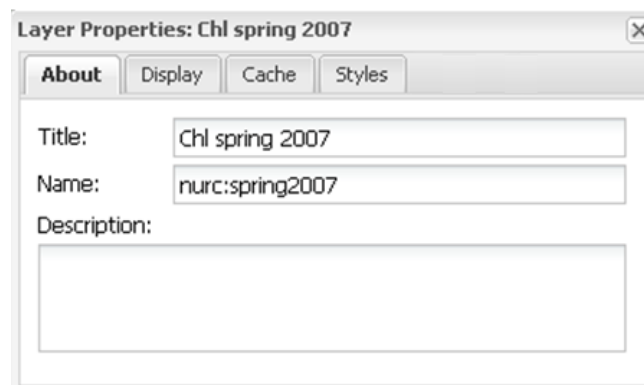 Layer Properties: Chl spring 2007
About Display Cache Styles
Title: Chl spring 2007
Name: nurc:spring2007
Description: